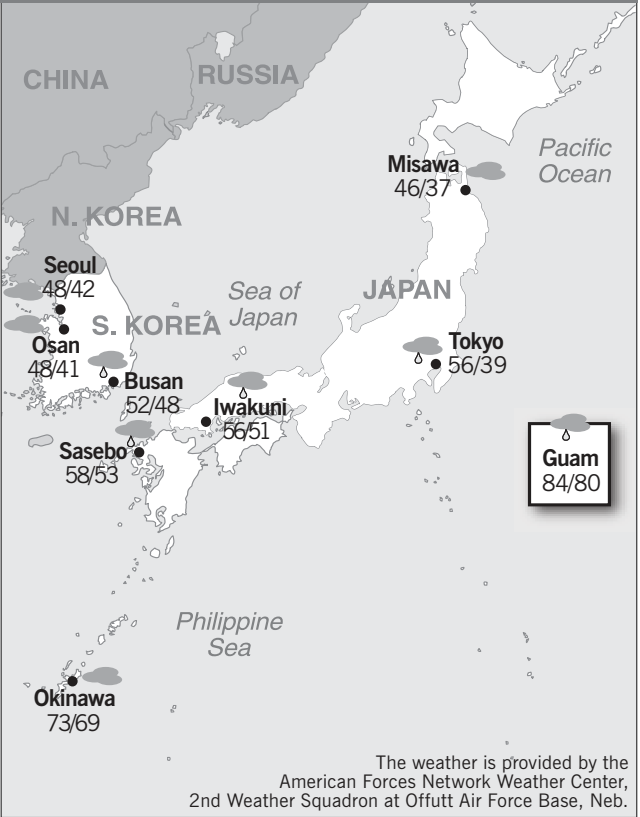 CHINA
RUSSIA
Pacific
Ocean
Misawa
46/37
N. KOREA
Seoul
48/42
Sea of
Japan
JAPAN
S. KOREA
Osan
48/41
Tokyo
56/39
Busan
52/48
Iwakuni
56/51
Sasebo
58/53
Guam
84/80
Philippine
Sea
Okinawa
73/69
The weather is provided by the
American Forces Network Weather Center,
2nd Weather Squadron at Offutt Air Force Base, Neb.